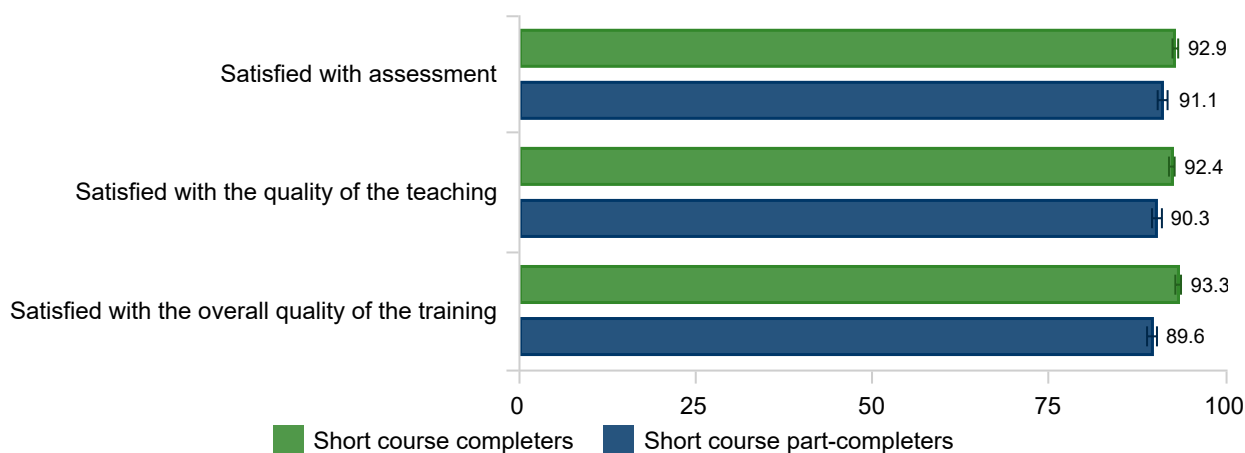 Satisfied with assessment
92.9
91.1
Satisfied with the quality of the teaching
92.4
90.3
Satisfied with the overall quality of the training
93.3
89.6
0 25 50 75 100
Short course completers Short course part-completers